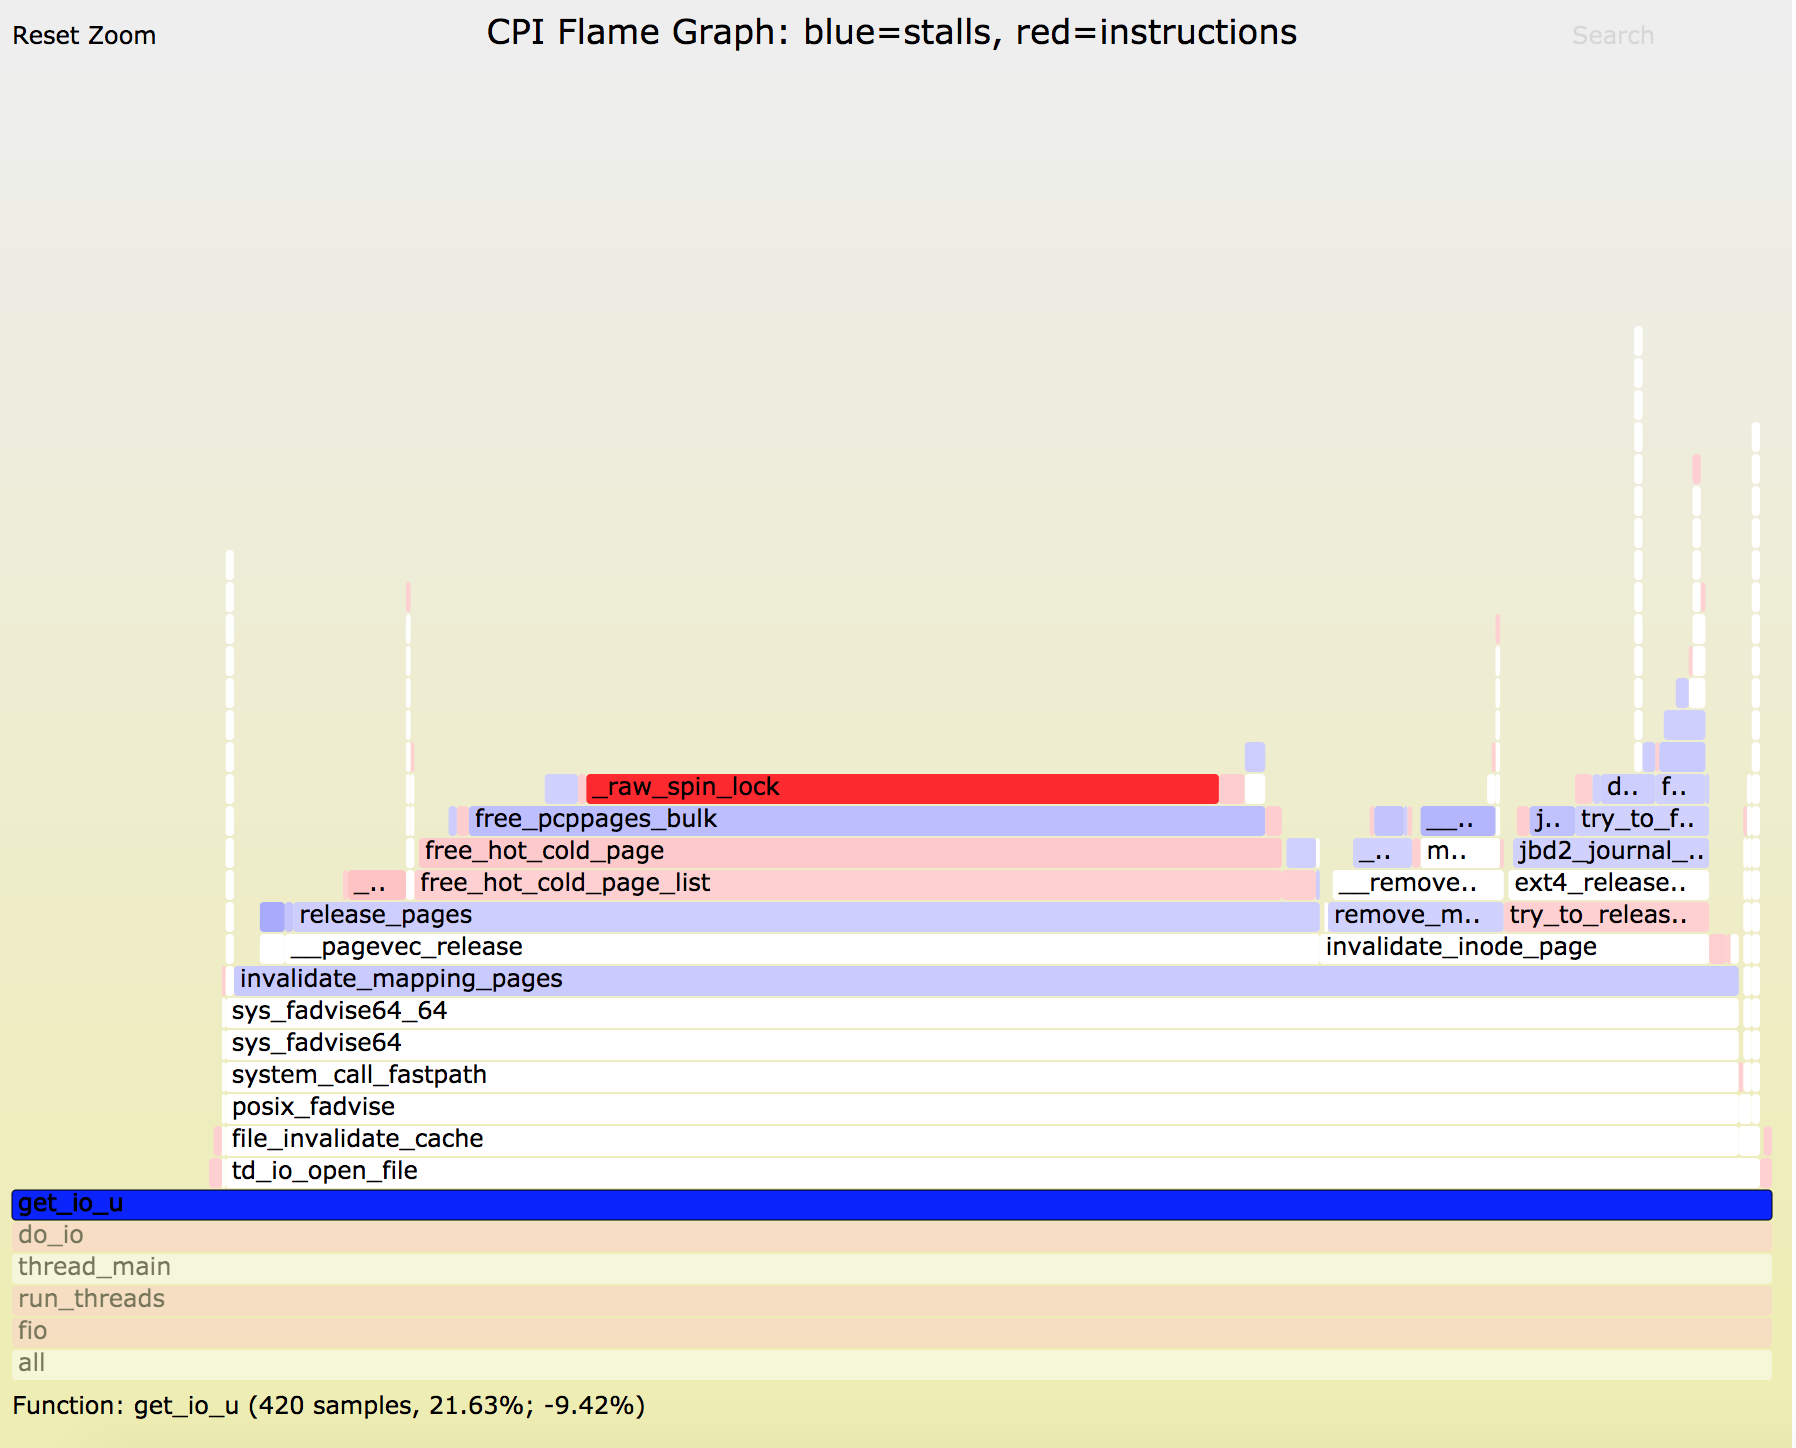 Reset Zoom CPI Flame Graph: blue=stalls, red=instructions Search
_raw_spin_lock d.. f..
free_pcppages_bulk __.. j.. try_to_f..
free_hot_cold_page _.. m.. jbd2_journal_..
_.. free_hot_cold_page_list __remove.. ext4_release..
release_pages remove_m.. try_to_releas..
__pagevec_release invalidate_inode_page
invalidate_mapping_pages
sys_fadvise64_64
sys_fadvise64
system_call_fastpath
posix_fadvise
file_invalidate_cache
td_io_open_file
get_io_u
do_io
thread_main
run_threads
fio
all
Function: get_io_u (420 samples, 21.63%; -9.42%)